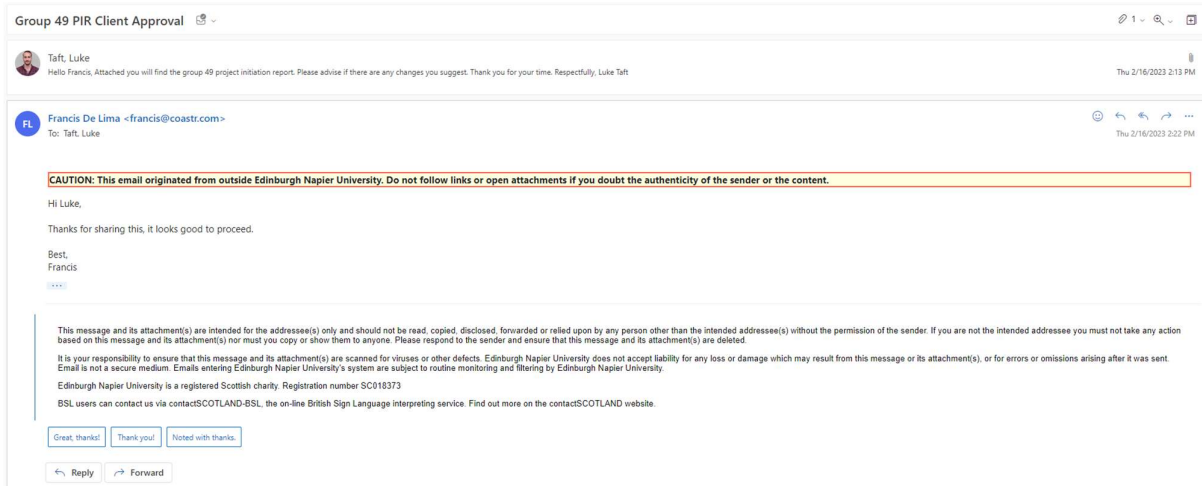 Group 49 PIR Client Approval
1
Taft, Luke
Hello Francis, Attached you will find the group 49 project initiation report. Please advise if there are any changes you suggest. Thank you for your time. Respectfully, Luke Taft
Thu 2/16/2023 2:13 PM
FL
Francis De Lima <francis@coastr.com>
To: Taft, Luke
Thu 2/16/2023 2:22 PM
CAUTION: This email originated from outside Edinburgh Napier University. Do not follow links or open attachments if you doubt the authenticity of the sender or the content.
Hi Luke,
Thanks for sharing this, it looks good to proceed.
Best,
Francis
This message and its attachment(s) are intended for the addressee(s) only and should not be read, copied, disclosed, forwarded or relied upon by any person other than the intended addressee(s) without the permission of the sender. If you are not the intended addressee you must not take any action
based on this message and its attachment(s) nor must you copy or show them to anyone. Please respond to the sender and ensure that this message and its attachment(s) are deleted.
It is your responsibility to ensure that this message and its attachment(s) are scanned for viruses or other defects. Edinburgh Napier University does not accept liability for any loss or damage which may result from this message or its attachment(s), or for errors or omissions arising after it was sent.
Email is not a secure medium. Emails entering Edinburgh Napier University's system are subject to routine monitoring and filtering by Edinburgh Napier University.
Edinburgh Napier University is a registered Scottish charity. Registration number SC018373
BSL users can contact us via contactSCOTLAND-BSL, the on-line British Sign Language interpreting service. Find out more on the contactSCOTLAND website.
Great, thanks!
Thank you!
Noted with thanks.
Reply
Forward